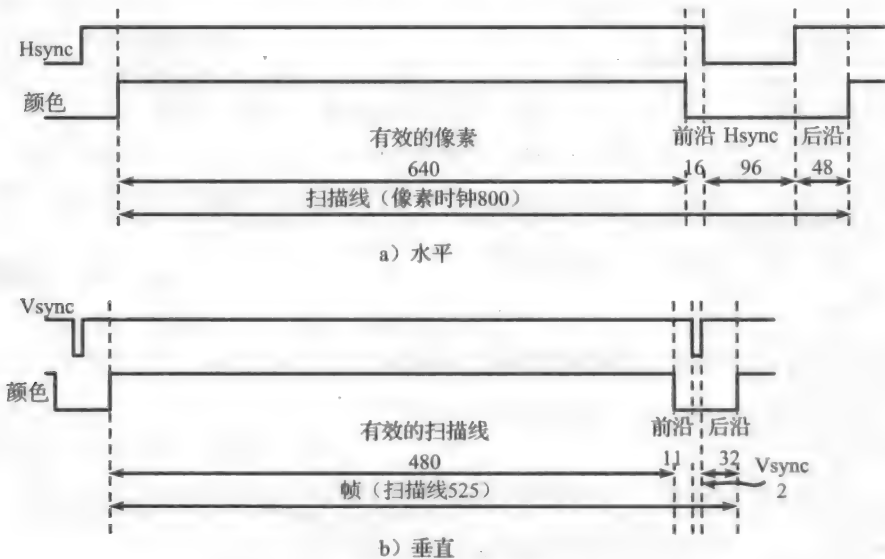 Hsync
颜色
有效的像素 前沿 Hsync 后沿
640 16 96 48
扫描线（像素时钟800）
a）水平
Vsync
颜色
有效的扫描线 前沿 后沿
480 11 32 Vsync
帧（扫描线525） 2
b）垂直